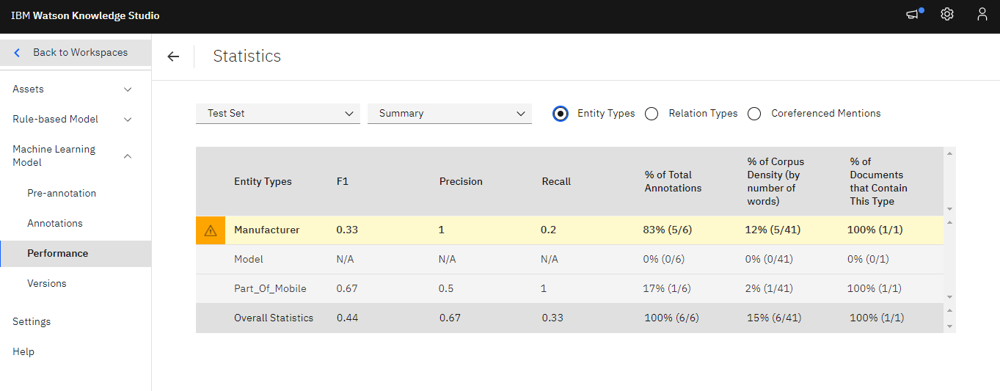 IBM Watson Knowledge Studio
Back to Workspaces
Statistics
Assets
Rule-based Model
Machine Learning
Model
Pre-annotation
Annotations
Performance
Versions
Settings
Help
Test Set Summary Entity Types Relation Types Coreferenced Mentions
Entity Types F1 Precision Recall % of Total Annotations % of Corpus Density (by number of words) % of Documents that Contain This Type
Manufacturer 0.33 1 0.2 83% (5/6) 12% (5/41) 100% (1/1)
Model N/A N/A N/A 0% (0/6) 0% (0/41) 0% (0/1)
Part_Of_Mobile 0.67 0.5 1 17% (1/6) 2% (1/41) 100% (1/1)
Overall Statistics 0.44 0.67 0.33 100% (6/6) 15% (6/41) 100% (1/1)